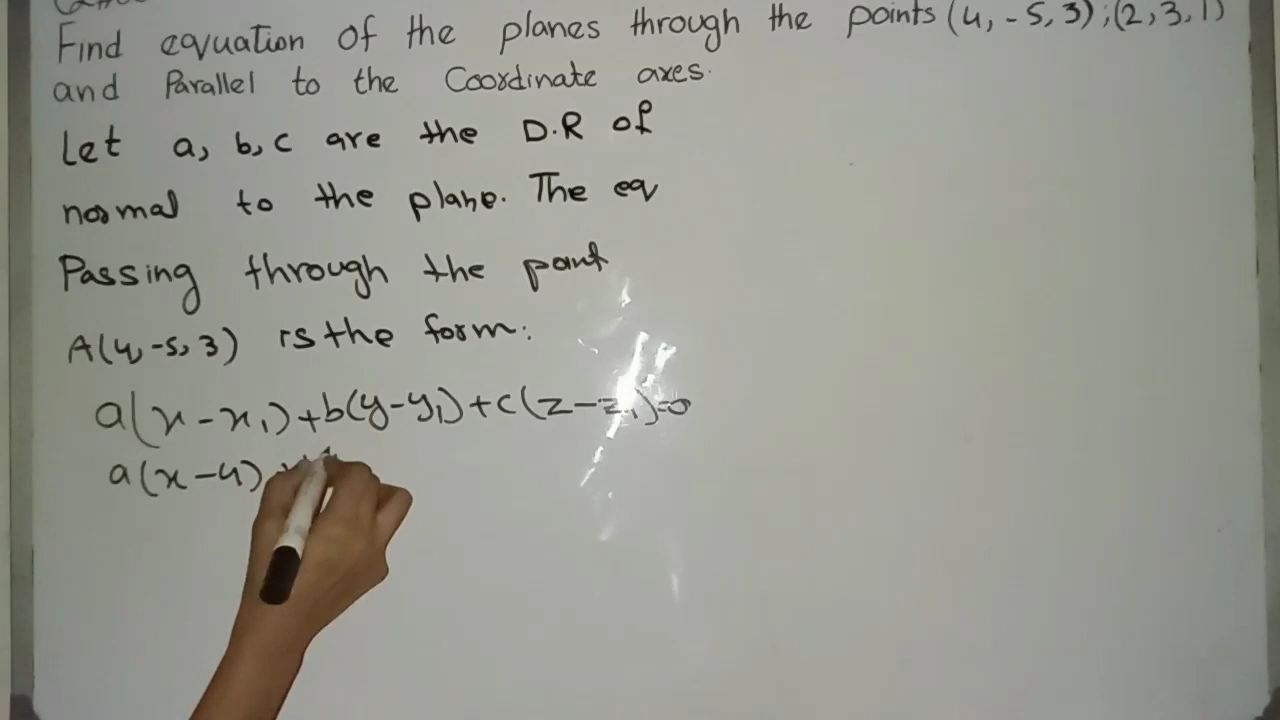 Find equation of the planes through the points (4, -5, 3); (2, 3, 1)
and Parallel to the Coordinate axes.
Let a, b, c are the D.R of
normal to the plane. The eq
Passing through the point
A(4, -5, 3) is the form:
a(x - x₁) + b(y - y₁) + c(z - z₁) = 0
a(x - 4)